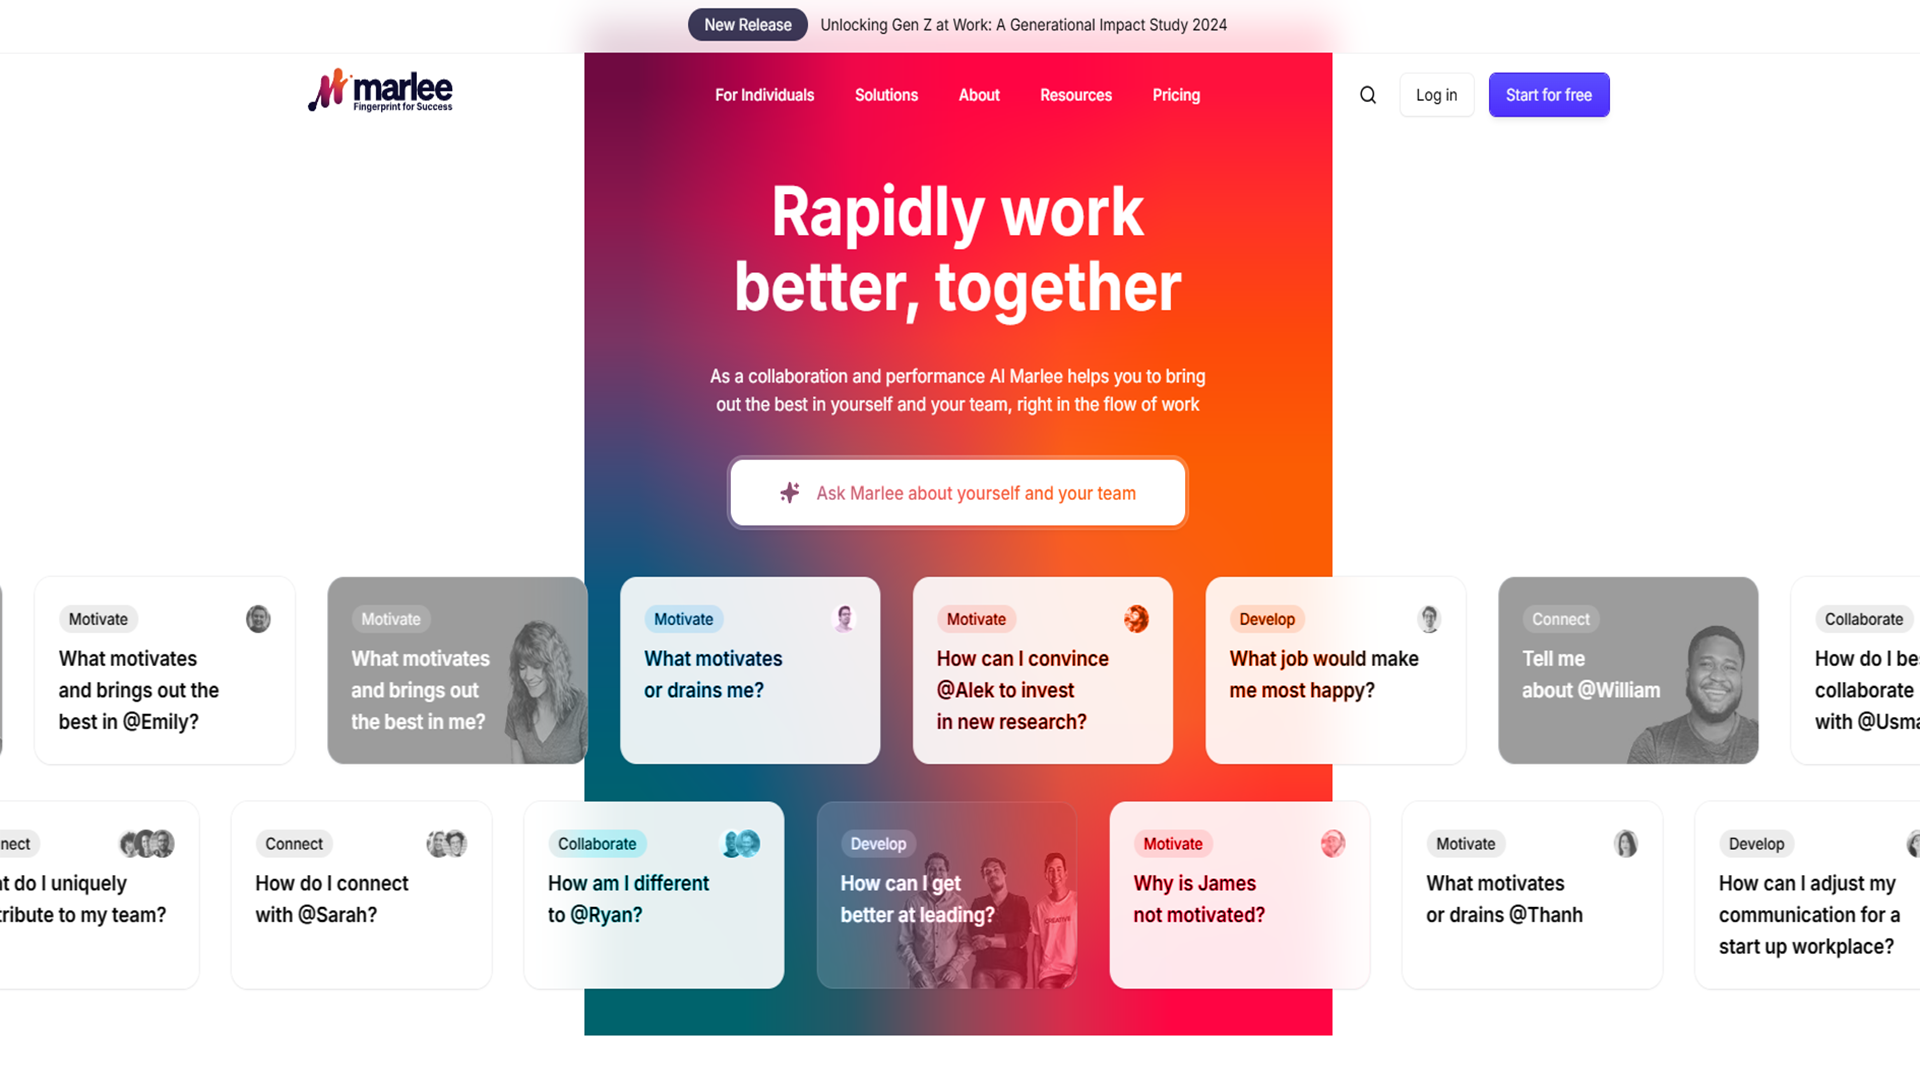 New Release Unlocking Gen Z at Work: A Generational Impact Study 2024
marlee
Fingerprint for Success
For Individuals Solutions About Resources Pricing
Log in
Start for free
Rapidly work
better, together
As a collaboration and performance AI Marlee helps you to bring
out the best in yourself and your team, right in the flow of work
Ask Marlee about yourself and your team
Motivate
What motivates
and brings out the
best in @Emily?
Motivate
What motivates
and brings out
the best in me?
Motivate
What motivates
or drains me?
Motivate
How can I convince
@Alek to invest
in new research?
Develop
What job would make
me most happy?
Connect
Tell me
about @William
Collaborate
How do I be
collaborate
with @Usma
nect
t do I uniquely
tribute to my team?
Connect
How do I connect
with @Sarah?
Collaborate
How am I different
to @Ryan?
Develop
How can I get
better at leading?
CREATIVE
Motivate
Why is James
not motivated?
Motivate
What motivates
or drains @Thanh
Develop
How can I adjust my
communication for a
start up workplace?